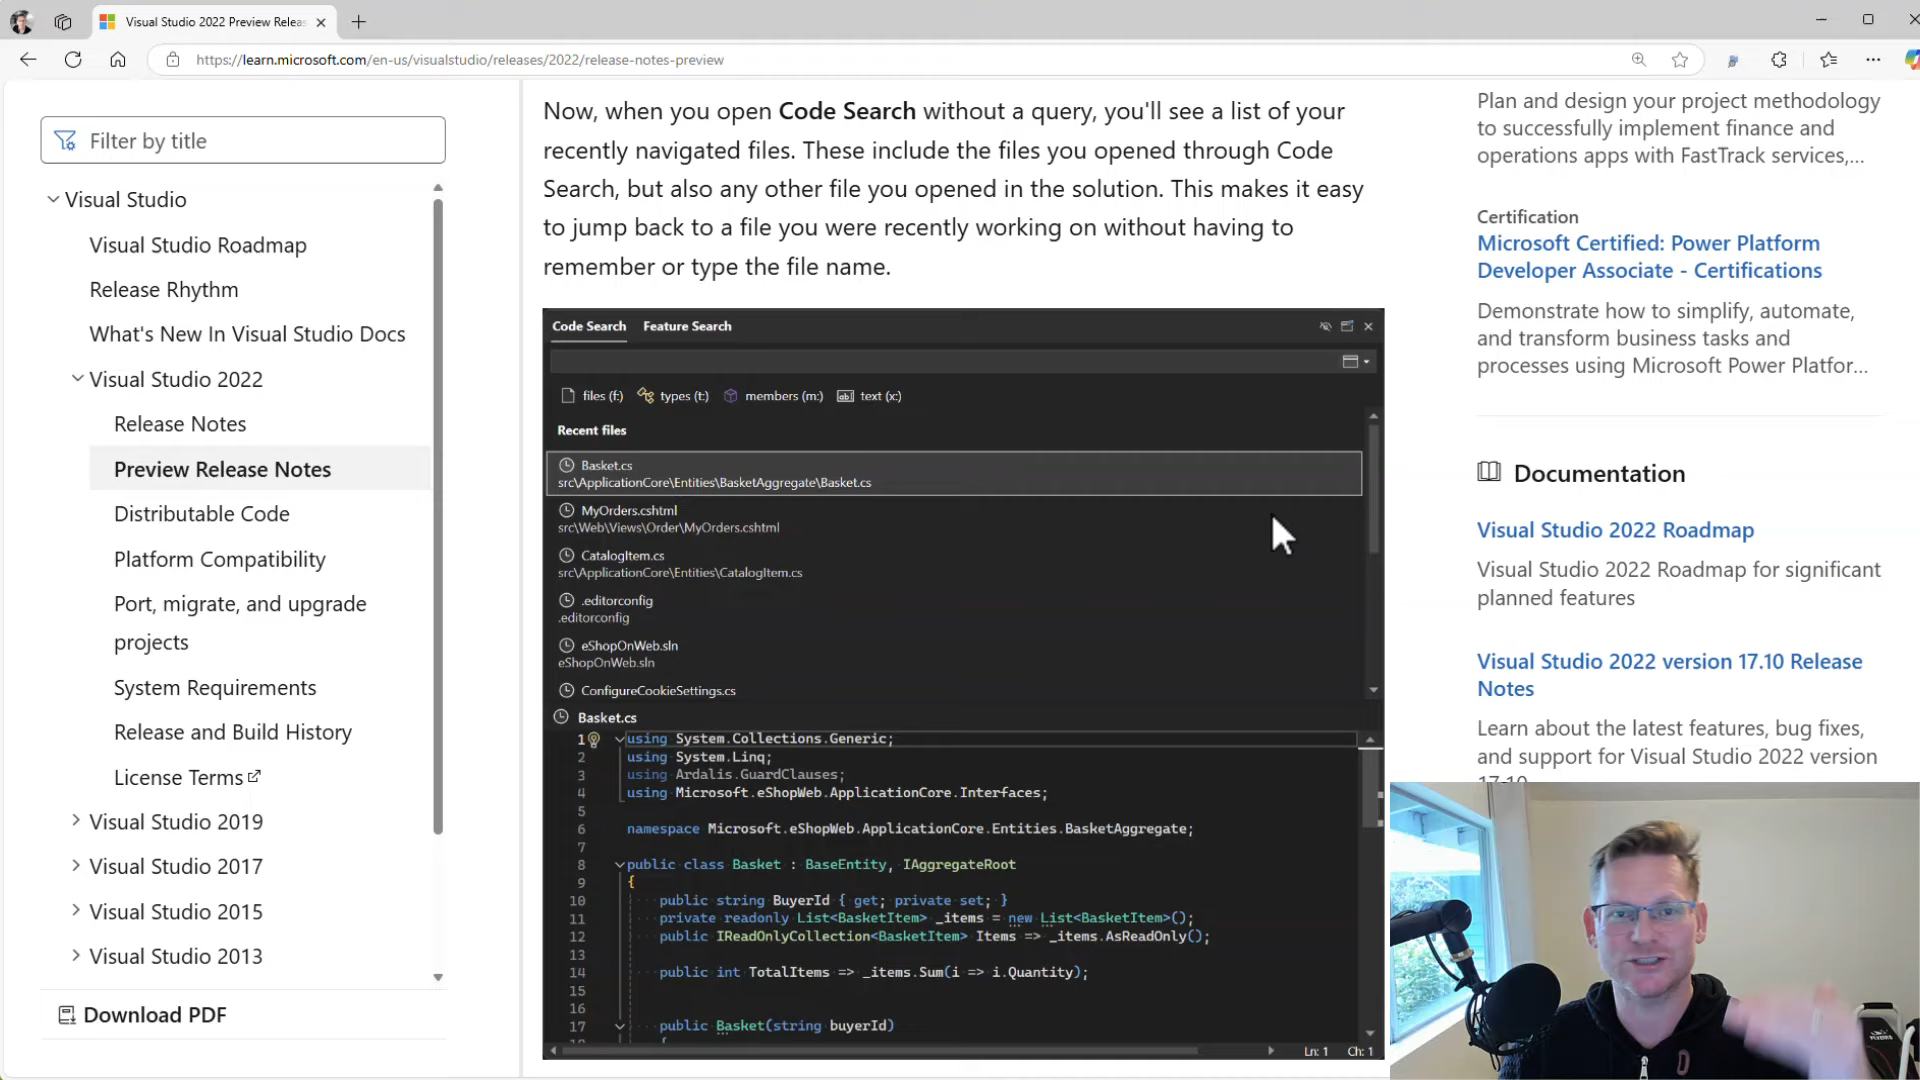 Visual Studio 2022 Preview Relea
https://learn.microsoft.com/en-us/visualstudio/releases/2022/release-notes-preview
Filter by title
Visual Studio
Visual Studio Roadmap
Release Rhythm
What's New In Visual Studio Docs
Visual Studio 2022
Release Notes
Preview Release Notes
Distributable Code
Platform Compatibility
Port, migrate, and upgrade
projects
System Requirements
Release and Build History
License Terms
Visual Studio 2019
Visual Studio 2017
Visual Studio 2015
Visual Studio 2013
Download PDF
Now, when you open Code Search without a query, you'll see a list of your
recently navigated files. These include the files you opened through Code
Search, but also any other file you opened in the solution. This makes it easy
to jump back to a file you were recently working on without having to
remember or type the file name.
Code Search Feature Search
files (f:) types (t:) members (m:) text (x:)
Recent files
Basket.cs
src\ApplicationCore\Entities\BasketAggregate\Basket.cs
MyOrders.cshtml
src\Web\Views\Order\MyOrders.cshtml
CatalogItem.cs
src\ApplicationCore\Entities\CatalogItem.cs
.editorconfig
.editorconfig
eShopOnWeb.sln
eShopOnWeb.sln
ConfigureCookieSettings.cs
Basket.cs
1 using System.Collections.Generic;
2 using System.Linq;
3 using Ardalis.GuardClauses;
4 using Microsoft.eShopWeb.ApplicationCore.Interfaces;
5
6 namespace Microsoft.eShopWeb.ApplicationCore.Entities.BasketAggregate;
7
8 public class Basket : BaseEntity, IAggregateRoot
9 {
10 public string BuyerId { get; private set; }
11 private readonly List<BasketItem> _items = new List<BasketItem>();
12 public IReadOnlyCollection<BasketItem> Items => _items.AsReadOnly();
13
14 public int TotalItems => _items.Sum(i => i.Quantity);
15
16
17 public Basket(string buyerId)
Ln: 1 Ch: 1
Plan and design your project methodology
to successfully implement finance and
operations apps with FastTrack services,...
Certification
Microsoft Certified: Power Platform
Developer Associate - Certifications
Demonstrate how to simplify, automate,
and transform business tasks and
processes using Microsoft Power Platfor...
Documentation
Visual Studio 2022 Roadmap
Visual Studio 2022 Roadmap for significant
planned features
Visual Studio 2022 version 17.10 Release
Notes
Learn about the latest features, bug fixes,
and support for Visual Studio 2022 version
17.10